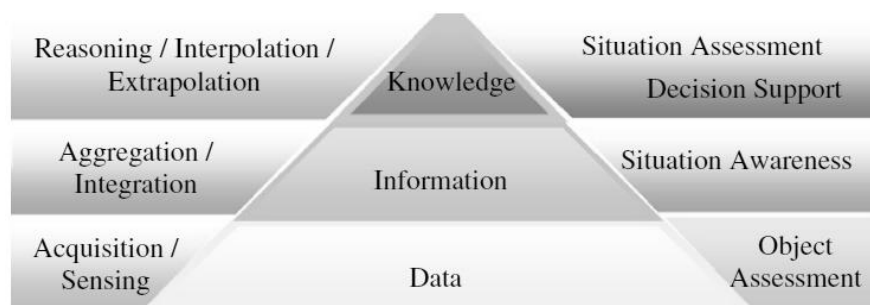 Reasoning / Interpolation /
Extrapolation
Knowledge
Situation Assessment
Decision Support
Aggregation /
Integration
Information
Situation Awareness
Acquisition /
Sensing
Data
Object
Assessment